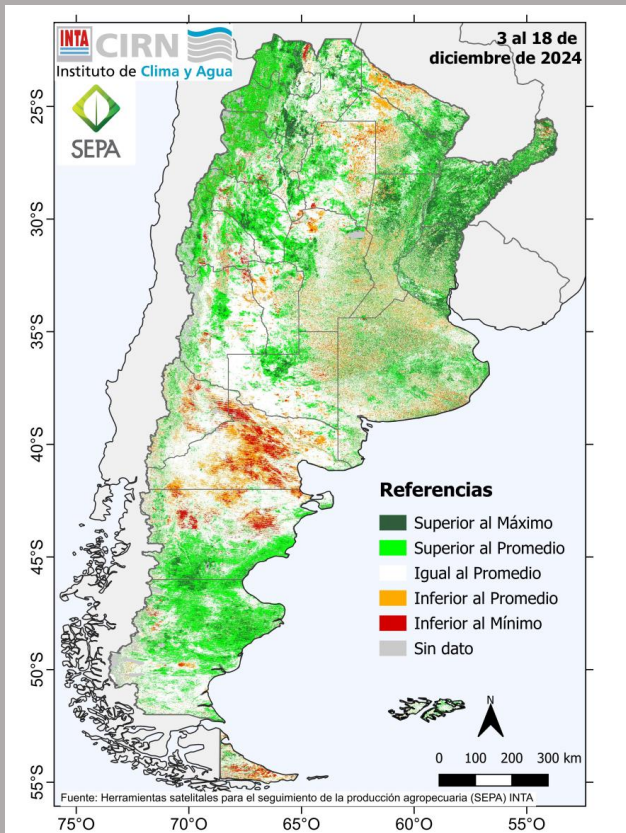 INTA CIRN
Instituto de Clima y Agua
SEPA
3 al 18 de
diciembre de 2024
25°S
30°S
35°S
40°S
45°S
50°S
55°S
Referencias
Superior al Máximo
Superior al Promedio
Igual al Promedio
Inferior al Promedio
Inferior al Mínimo
Sin dato
N
0 100 200 300 km
Fuente: Herramientas satelitales para el seguimiento de la producción agropecuaria (SEPA) INTA
75°O 70°O 65°O 60°O 55°O